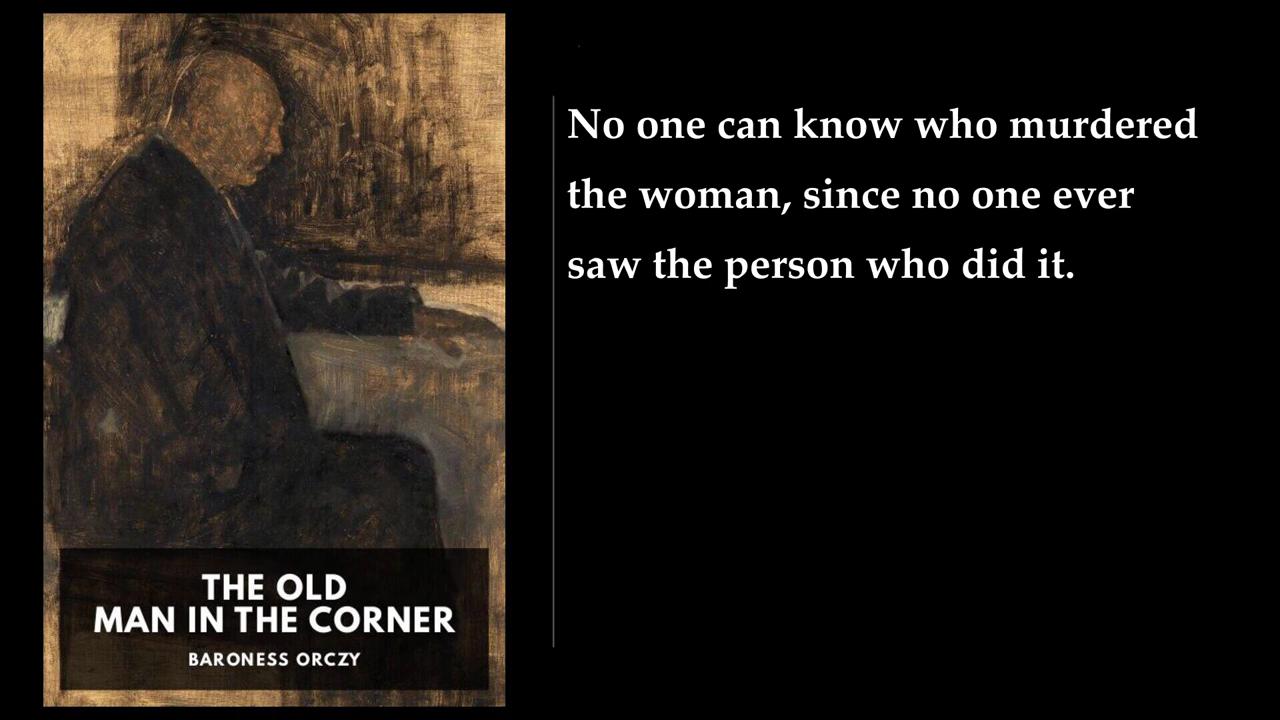 THE OLD
MAN IN THE CORNER
BARONESS ORCZY
No one can know who murdered
the woman, since no one ever
saw the person who did it.